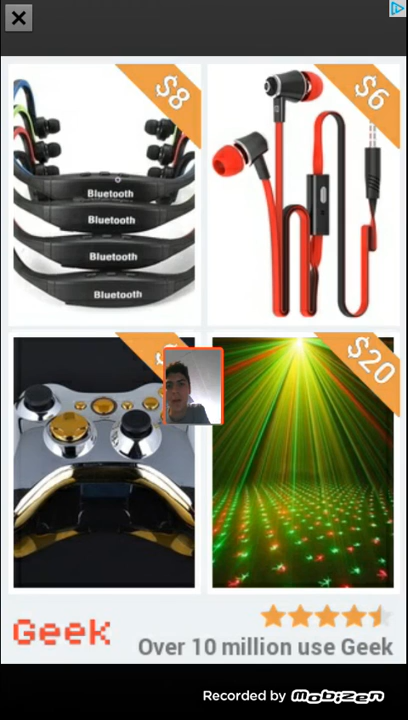 $8
$6
Bluetooth
Bluetooth
Bluetooth
Bluetooth
$20
Geek
Over 10 million use Geek
Recorded by Mobizen